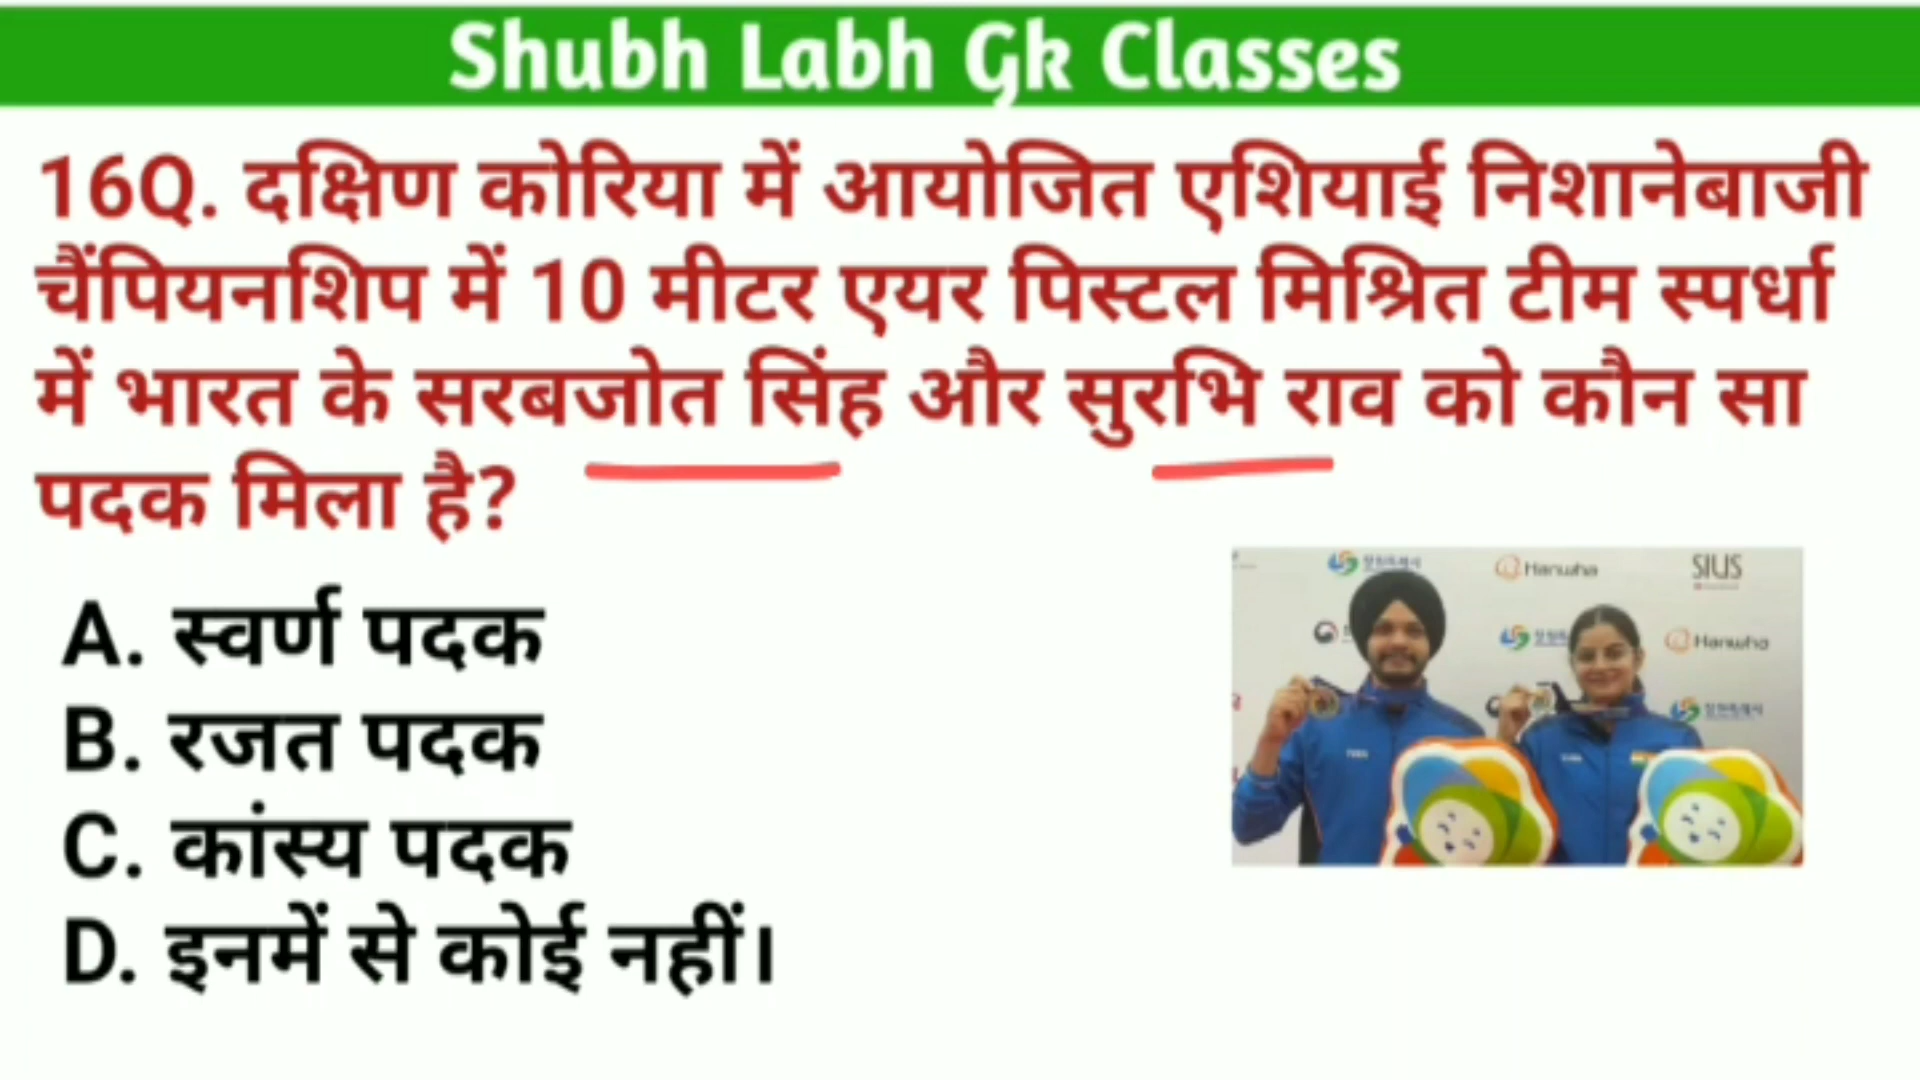 Shubh Labh Gk Classes
16Q. दक्षिण कोरिया में आयोजित एशियाई निशानेबाजी
चैंपियनशिप में 10 मीटर एयर पिस्टल मिश्रित टीम स्पर्धा
में भारत के सरबजोत सिंह और सुरभि राव को कौन सा
पदक मिला है?
A. स्वर्ण पदक
B. रजत पदक
C. कांस्य पदक
D. इनमें से कोई नहीं।
Hanwha
SIUS
Hanwha